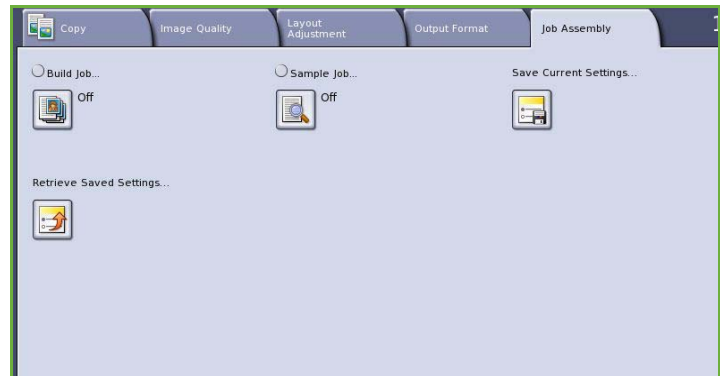 Copy
Image Quality
Layout
Adjustment
Output Format
Job Assembly
Build Job...
Off
Sample Job...
Off
Save Current Settings...
Retrieve Saved Settings...